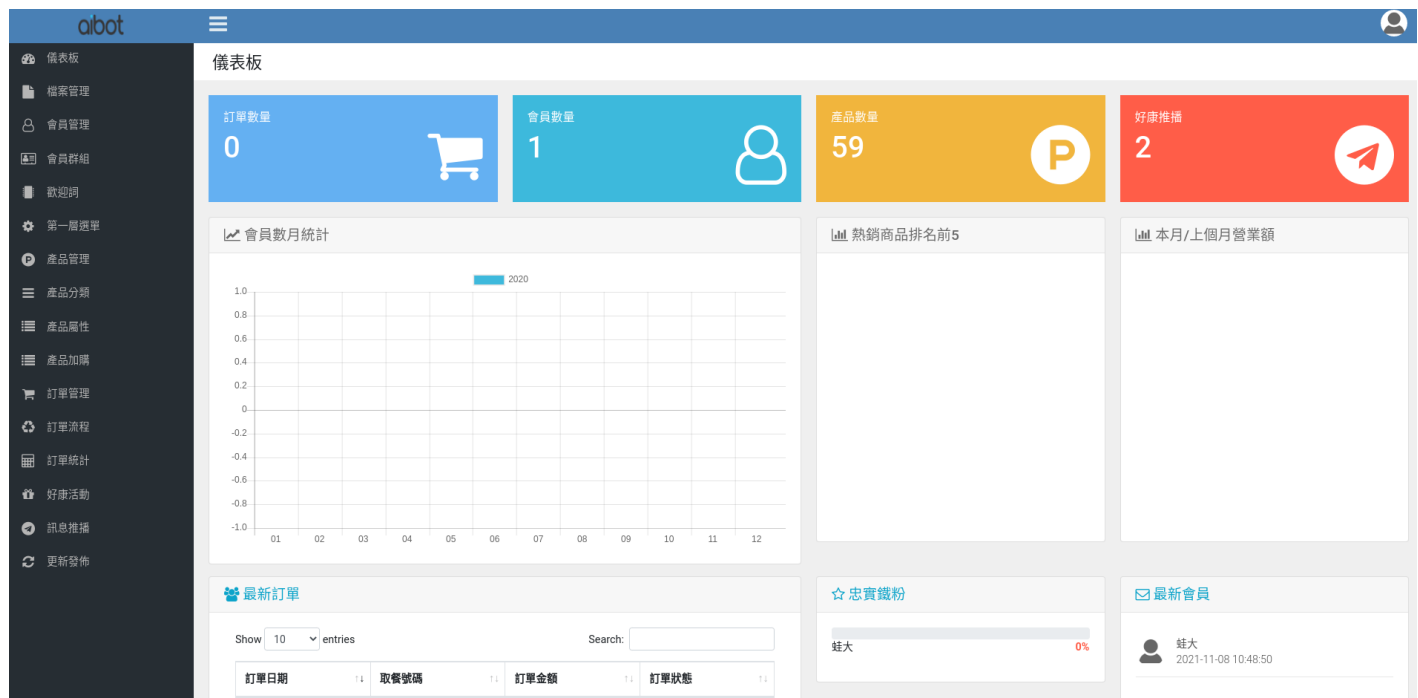 aibot
儀表板
檔案管理
會員管理
會員群組
歡迎詞
第一層選單
產品管理
產品分類
產品屬性
產品加購
訂單管理
訂單流程
訂單統計
好康活動
訊息推播
更新發佈
儀表板
訂單數量
0
會員數量
1
產品數量
59
P
好康推播
2
會員數月統計
2020
1.0
0.8
0.6
0.4
0.2
0
-0.2
-0.4
-0.6
-0.8
-1.0
01 02 03 04 05 06 07 08 09 10 11 12
熱銷商品排名前5
本月/上個月營業額
最新訂單
Show 10 entries Search:
訂單日期 取餐號碼 訂單金額 訂單狀態
忠實鐵粉
蛙大 0%
最新會員
蛙大
2021-11-08 10:48:50